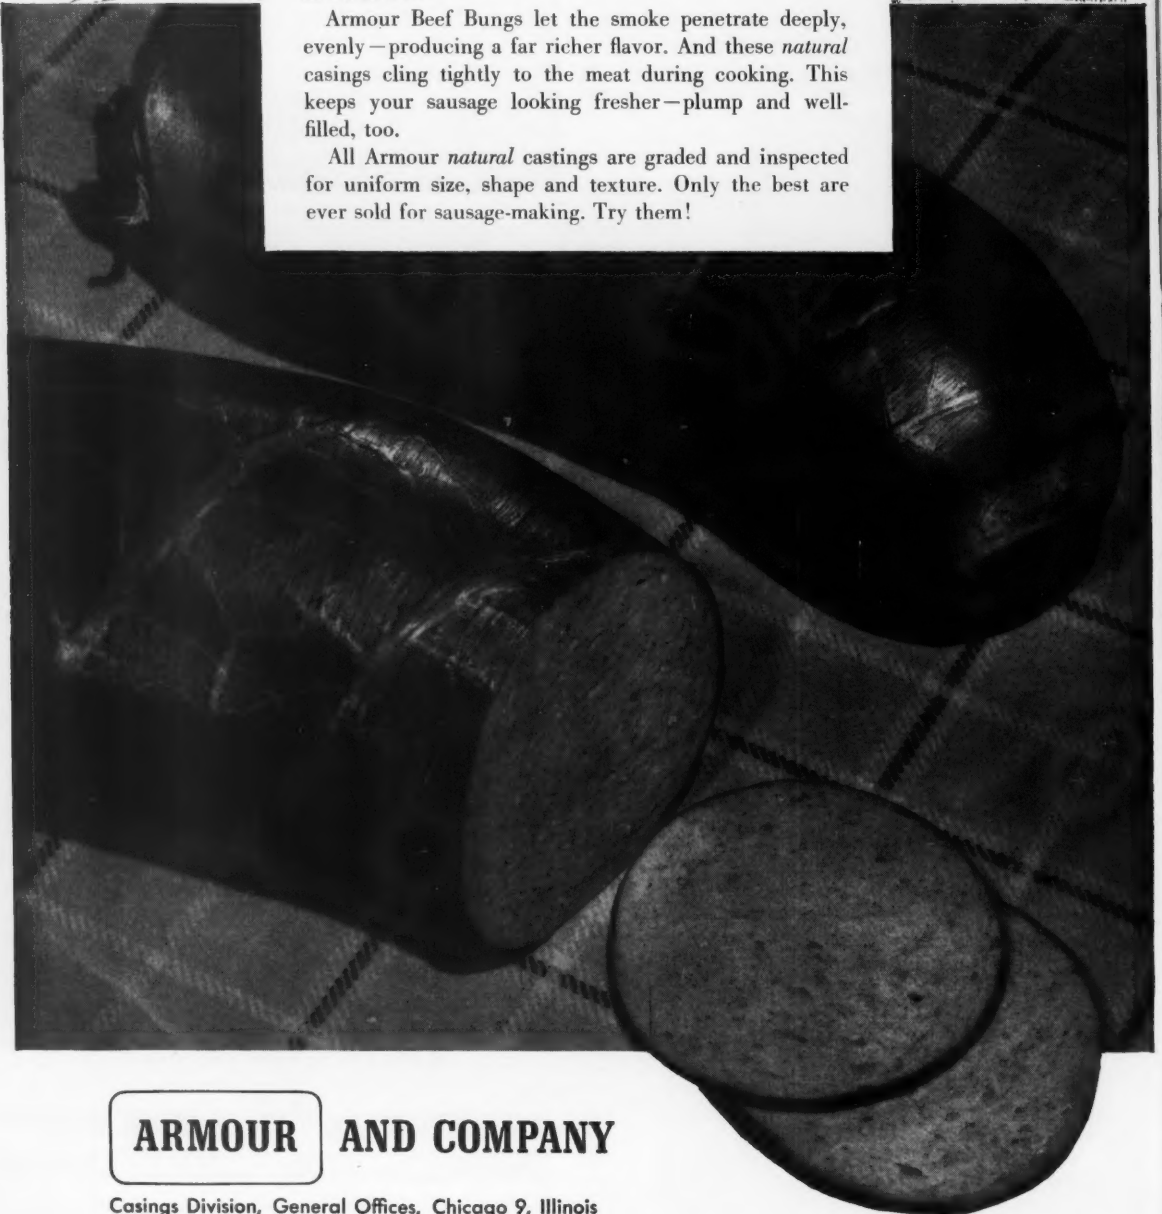 Armour Beef Bungs let the smoke penetrate deeply,
evenly—producing a far richer flavor. And these natural
casings cling tightly to the meat during cooking. This
keeps your sausage looking fresher—plump and well-
filled, too.
All Armour natural castings are graded and inspected
for uniform size, shape and texture. Only the best are
ever sold for sausage-making. Try them!
ARMOUR AND COMPANY
Casings Division, General Offices, Chicago 9, Illinois